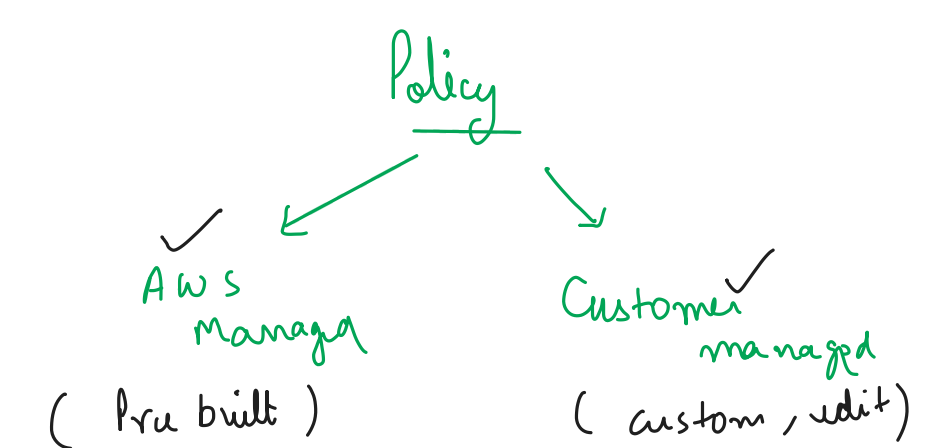 Policy
AWS
Managed
Customer
managed
( Pre built )
( custom, edit )